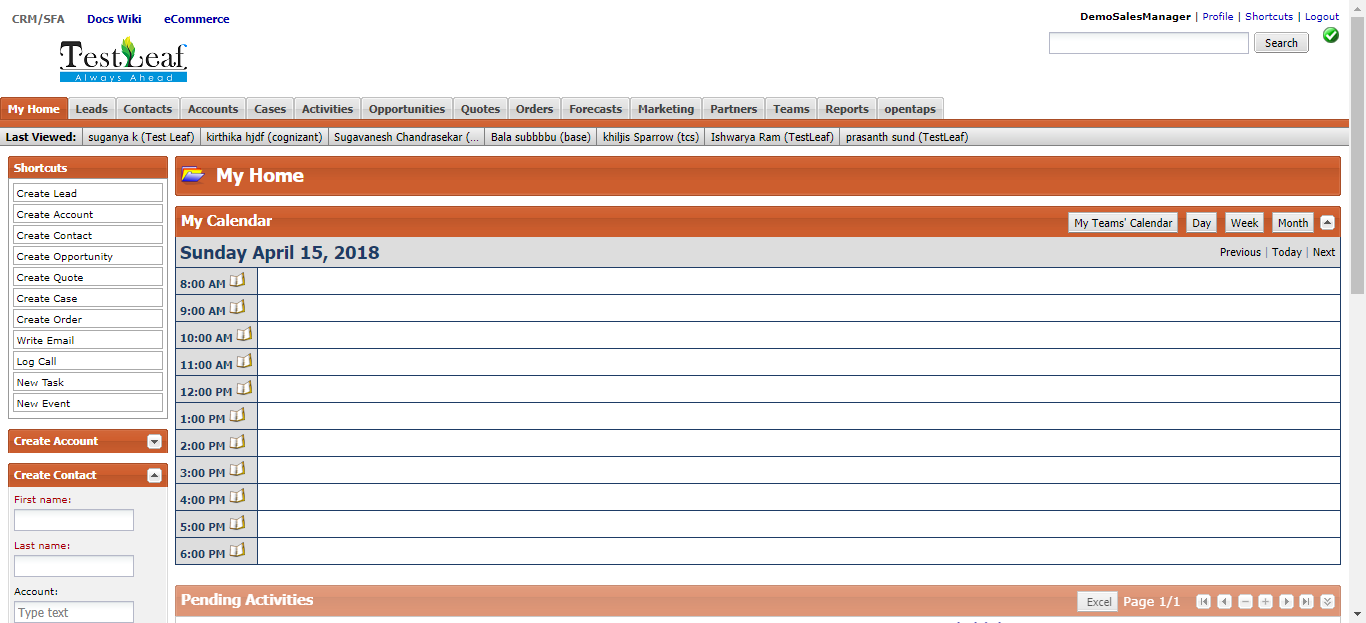 CRM/SFA Docs Wiki eCommerce
DemoSalesManager | Profile | Shortcuts | Logout
Search
TestLeaf
Always Ahead
My Home Leads Contacts Accounts Cases Activities Opportunities Quotes Orders Forecasts Marketing Partners Teams Reports opentaps
Last Viewed: suganya k (Test Leaf) kirthika hjdf (cognizant) Sugavanesh Chandrasekar (... Bala subbbbu (base) khiljis Sparrow (tcs) Ishwarya Ram (TestLeaf) prasanth sund (TestLeaf)
Shortcuts
Create Lead
Create Account
Create Contact
Create Opportunity
Create Quote
Create Case
Create Order
Write Email
Log Call
New Task
New Event
Create Account
Create Contact
First name:
Last name:
Account:
Type text
My Home
My Calendar My Teams' Calendar Day Week Month
Sunday April 15, 2018 Previous | Today | Next
8:00 AM
9:00 AM
10:00 AM
11:00 AM
12:00 PM
1:00 PM
2:00 PM
3:00 PM
4:00 PM
5:00 PM
6:00 PM
Pending Activities Excel Page 1/1